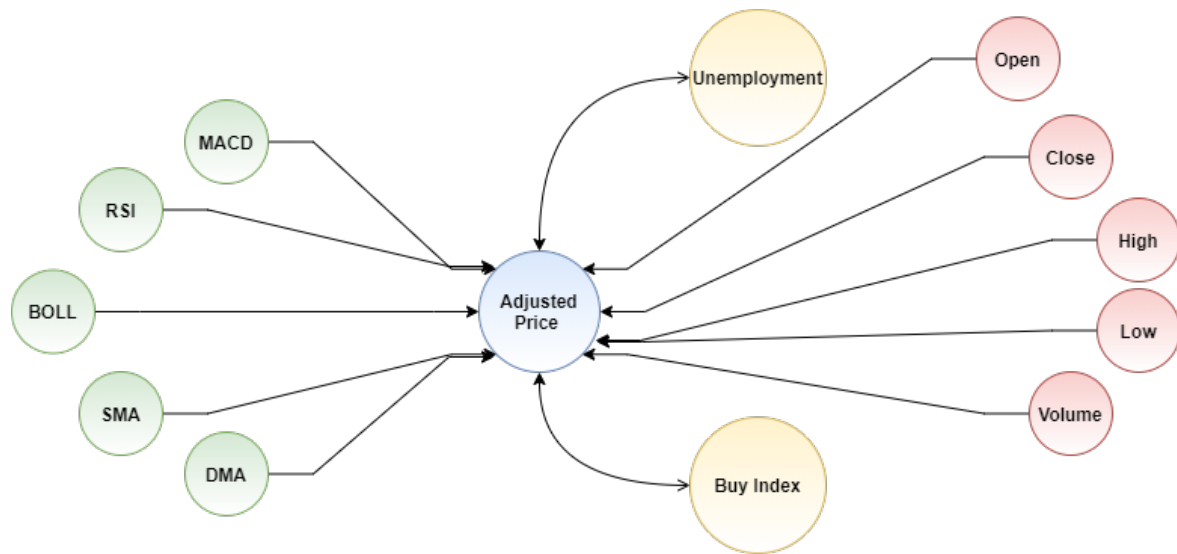 Unemployment
Open
MACD
Close
RSI
High
BOLL
Adjusted
Price
Low
SMA
Volume
DMA
Buy Index